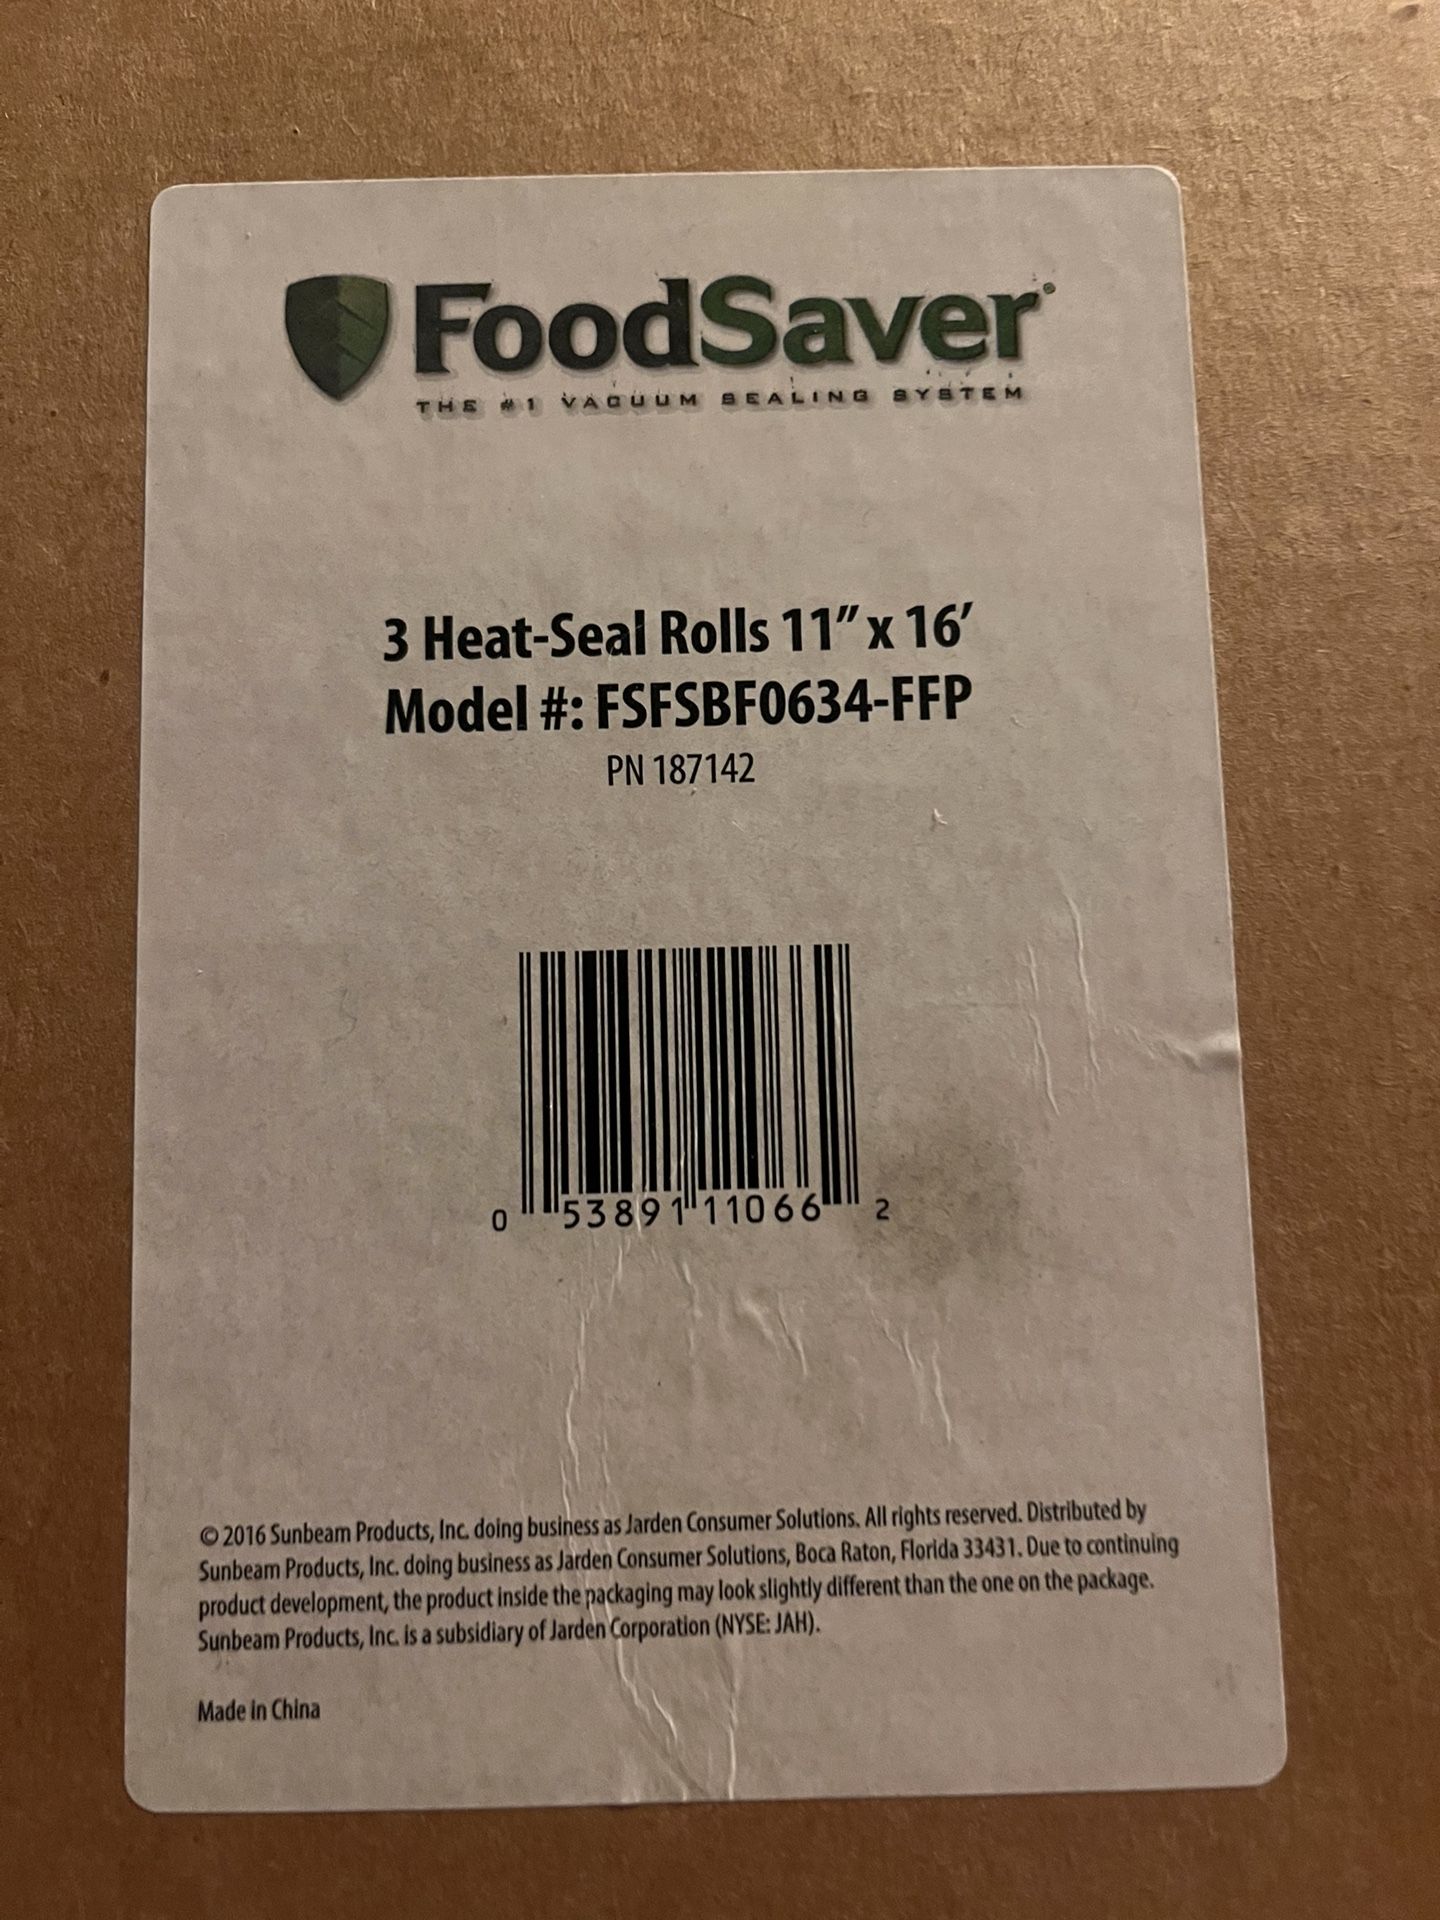 FoodSaver®
THE #1 VACUUM SEALING SYSTEM
3 Heat-Seal Rolls 11” x 16’
Model #: FSFSBF0634-FFP
PN 187142
0 53891 11066 2
© 2016 Sunbeam Products, Inc. doing business as Jarden Consumer Solutions. All rights reserved. Distributed by
Sunbeam Products, Inc. doing business as Jarden Consumer Solutions, Boca Raton, Florida 33431. Due to continuing
product development, the product inside the packaging may look slightly different than the one on the package.
Sunbeam Products, Inc. is a subsidiary of Jarden Corporation (NYSE: JAH).
Made in China